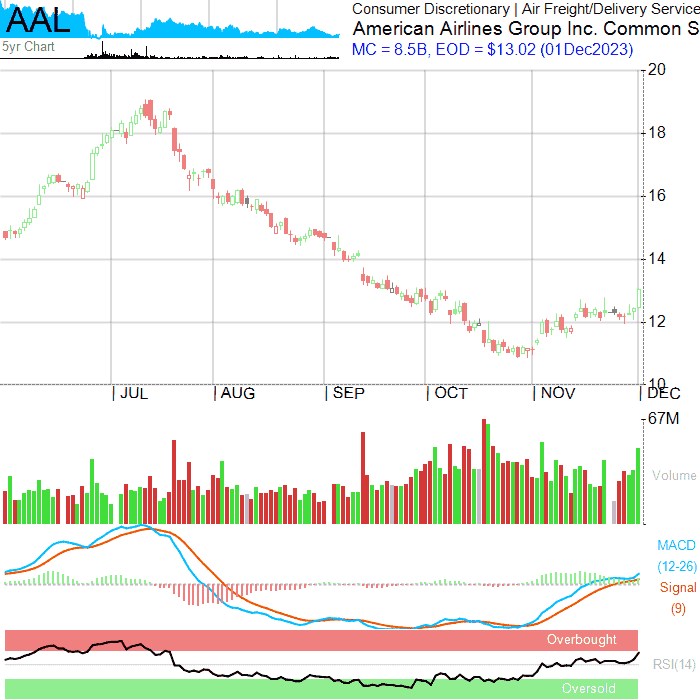 AAL
5yr Chart
Consumer Discretionary | Air Freight/Delivery Service
American Airlines Group Inc. Common S
MC = 8.5B, EOD = $13.02 (01Dec2023)
20
18
16
14
12
10
JUL AUG SEP OCT NOV DEC
67M
Volume
MACD
(12-26)
Signal
(9)
Overbought
RSI(14)
Oversold